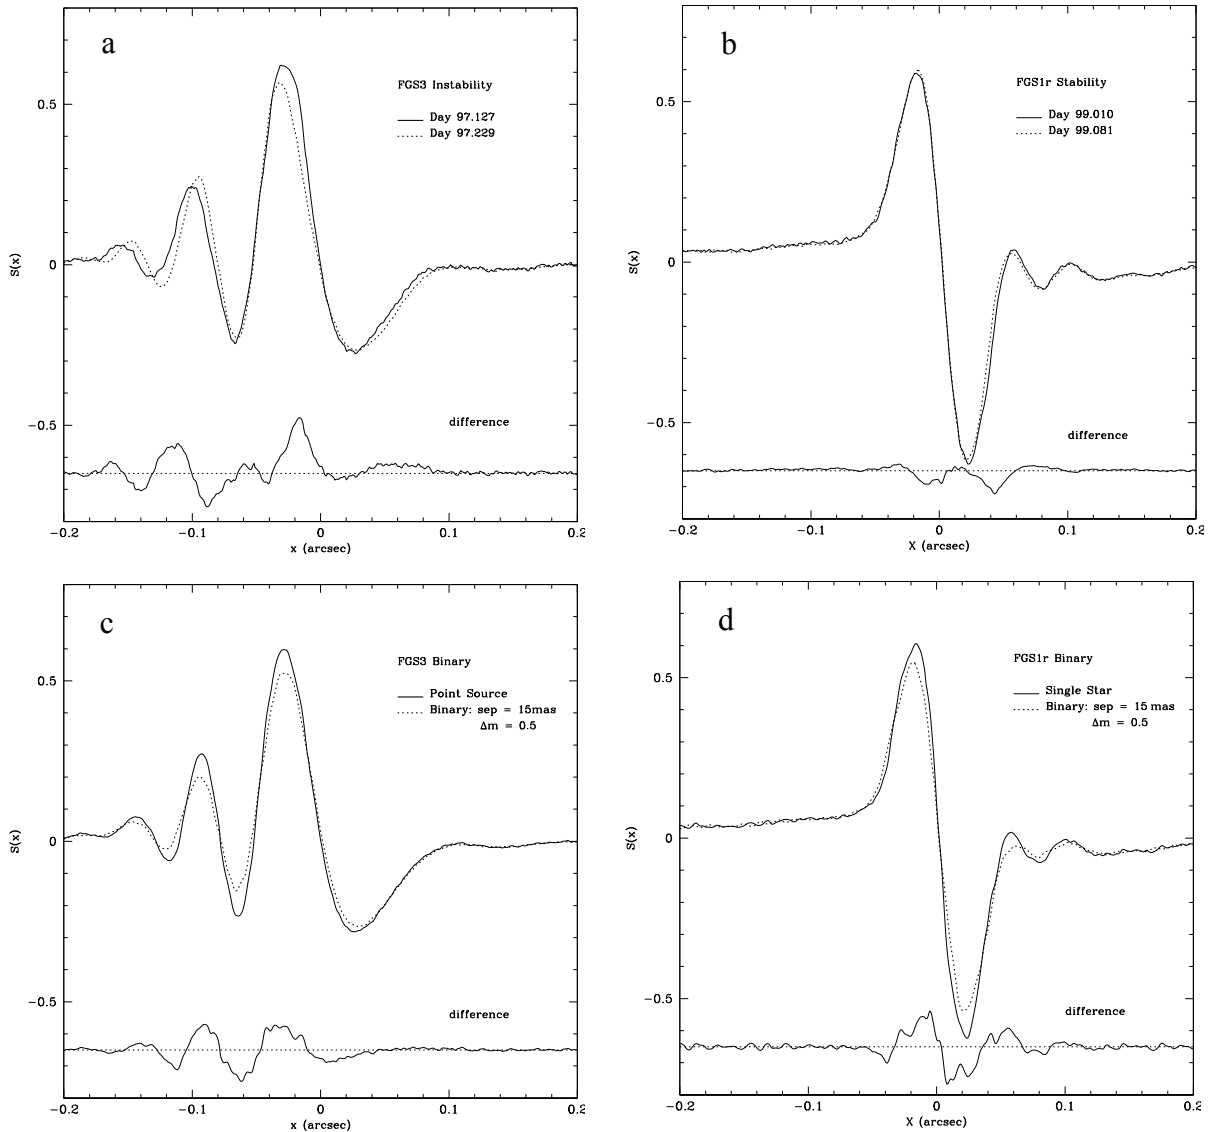 a
FGS3 Instability
Day 97.127
Day 97.229
0.5
0
-0.5
S(x)
difference
-0.2
-0.1
0
0.1
0.2
x (arcsec)
b
FGS1r Stability
Day 99.010
Day 99.081
0.5
0
-0.5
S(x)
difference
-0.2
-0.1
0
0.1
0.2
X (arcsec)
c
FGS3 Binary
Point Source
Binary: sep = 15mas
Δm = 0.5
0.5
0
-0.5
S(x)
difference
-0.2
-0.1
0
0.1
0.2
x (arcsec)
d
FGS1r Binary
Single Star
Binary: sep = 15 mas
Δm = 0.5
0.5
0
-0.5
S(x)
difference
-0.2
-0.1
0
0.1
0.2
X (arcsec)